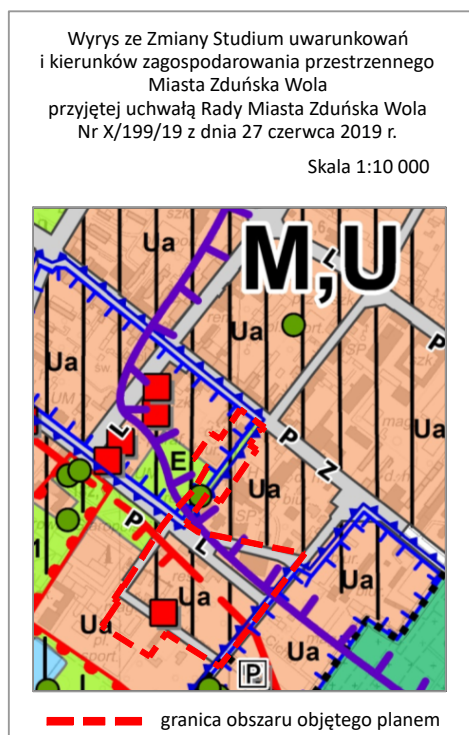 Wyrys ze Zmiany Studium uwarunkowań
i kierunków zagospodarowania przestrzennego
Miasta Zduńska Wola
przyjętej uchwałą Rady Miasta Zduńska Wola
Nr X/199/19 z dnia 27 czerwca 2019 r.
Skala 1:10 000
Ua
M,U
L
Ua
Ua
P
UM
L
P
Z
Ua
E
Ua
P
L
SP
Ua
Ua
Ua
Ua
P
granica obszaru objętego planem